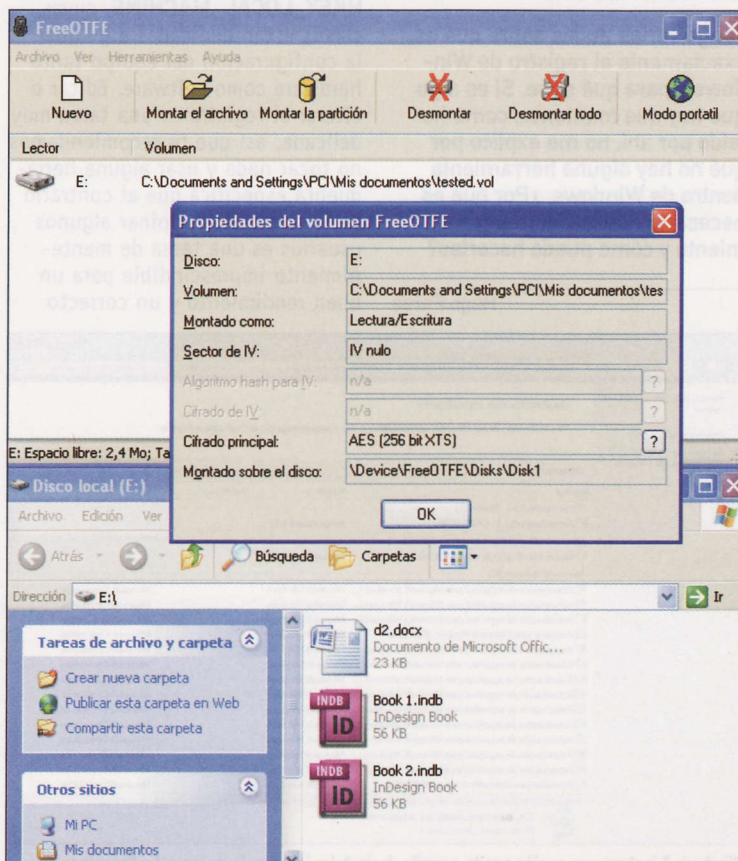 FreeOTFE
Archivo Ver Herramientas Ayuda
Nuevo Montar el archivo Montar la partición Desmontar Desmontar todo Modo portatil
Lector Volumen
E: C:\Documents and Settings\PCI\Mis documentos\tested.vol
Propiedades del volumen FreeOTFE
Disco: E:
Volumen: C:\Documents and Settings\PCI\Mis documentos\tes
Montado como: Lectura/Escritura
Sector de IV: IV nulo
Algoritmo hash para IV: n/a ?
Cifrado de IV: n/a ?
Cifrado principal: AES (256 bit XTS) ?
Montado sobre el disco: \Device\FreeOTFE\Disks\Disk1
OK
E: Espacio libre: 2,4 Mo; Ta
Disco local (E:)
Archivo Edición Ver
Atrás Búsqueda Carpetas
Dirección E:\ Ir
Tareas de archivo y carpeta
Crear nueva carpeta
Publicar esta carpeta en Web
Compartir esta carpeta
Otros sitios
Mi PC
Mis documentos
d2.docx
Documento de Microsoft Offic...
23 KB
INDB
ID
Book 1.indb
InDesign Book
56 KB
INDB
ID
Book 2.indb
InDesign Book
56 KB